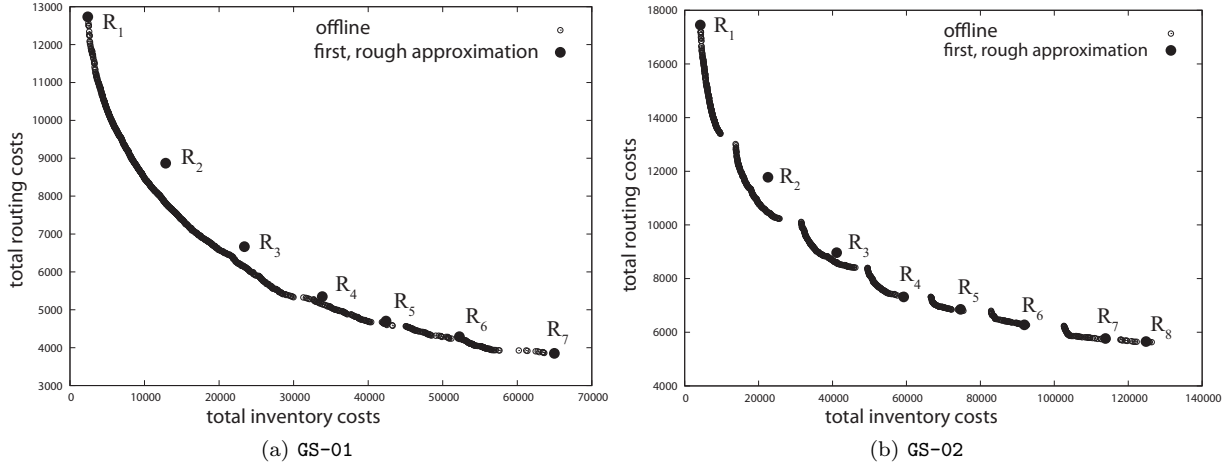 13000
12000
11000
10000
9000
8000
7000
6000
5000
4000
3000
0
10000
20000
30000
40000
50000
60000
70000
total routing costs
total inventory costs
offline
first, rough approximation
R1
R2
R3
R4
R5
R6
R7
(a) GS-01
18000
16000
14000
12000
10000
8000
6000
4000
0
20000
40000
60000
80000
100000
120000
140000
total routing costs
total inventory costs
offline
first, rough approximation
R1
R2
R3
R4
R5
R6
R7
R8
(b) GS-02